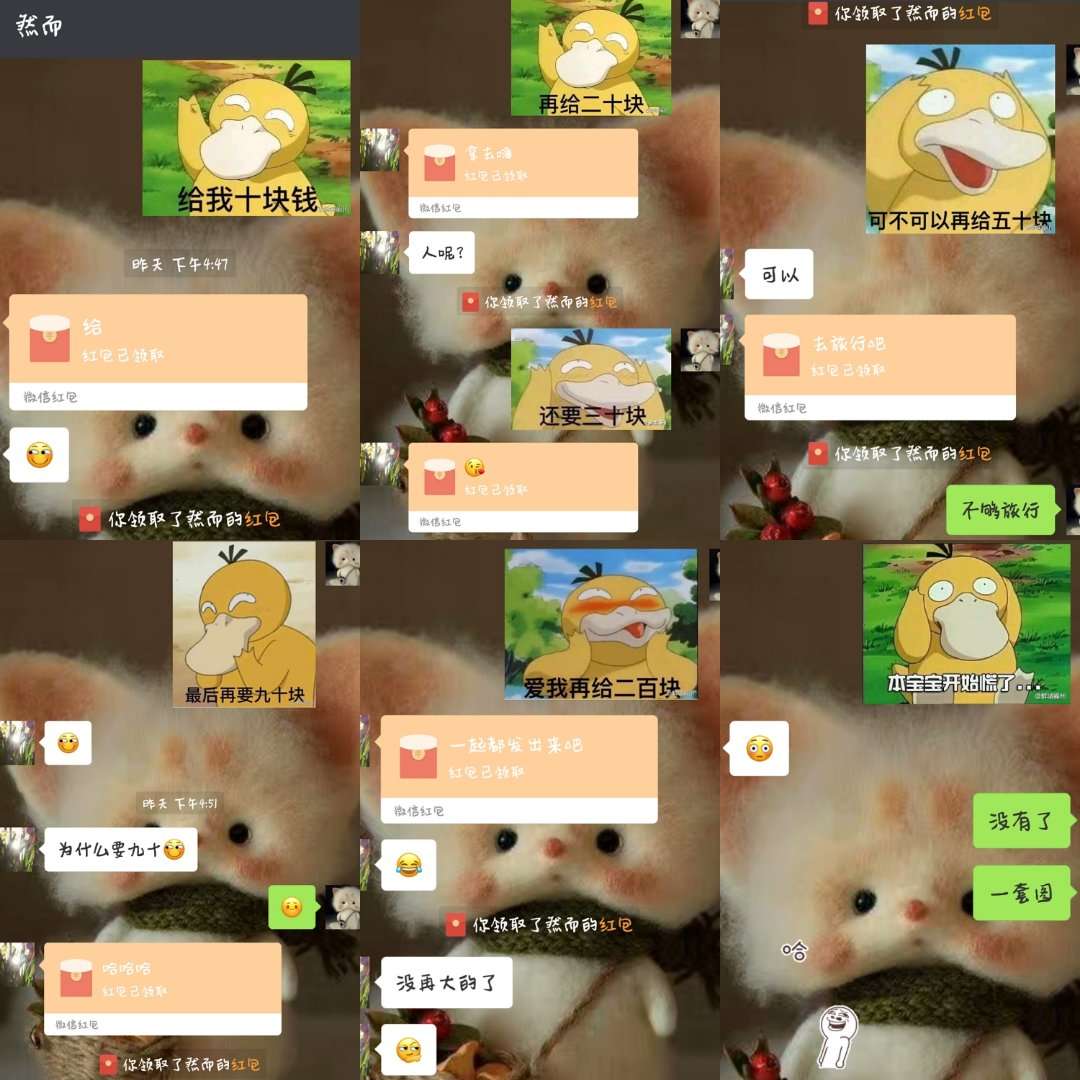 然而
给我十块钱
昨天 下午4:47
给
红包已领取
微信红包
你领取了然而的红包
再给二十块
拿去嗨
红包已领取
微信红包
人呢？
你领取了然而的红包
还要三十块
红包已领取
微信红包
你领取了然而的红包
可不可以再给五十块
可以
去旅行吧
红包已领取
微信红包
你领取了然而的红包
不够旅行
最后再要九十块
昨天 下午4:51
为什么要九十
哈哈哈
红包已领取
微信红包
你领取了然而的红包
爱我再给二百块
一起都发出来吧
红包已领取
微信红包
你领取了然而的红包
没再大的了
本宝宝开始慌了...
没有了
一套图
哈